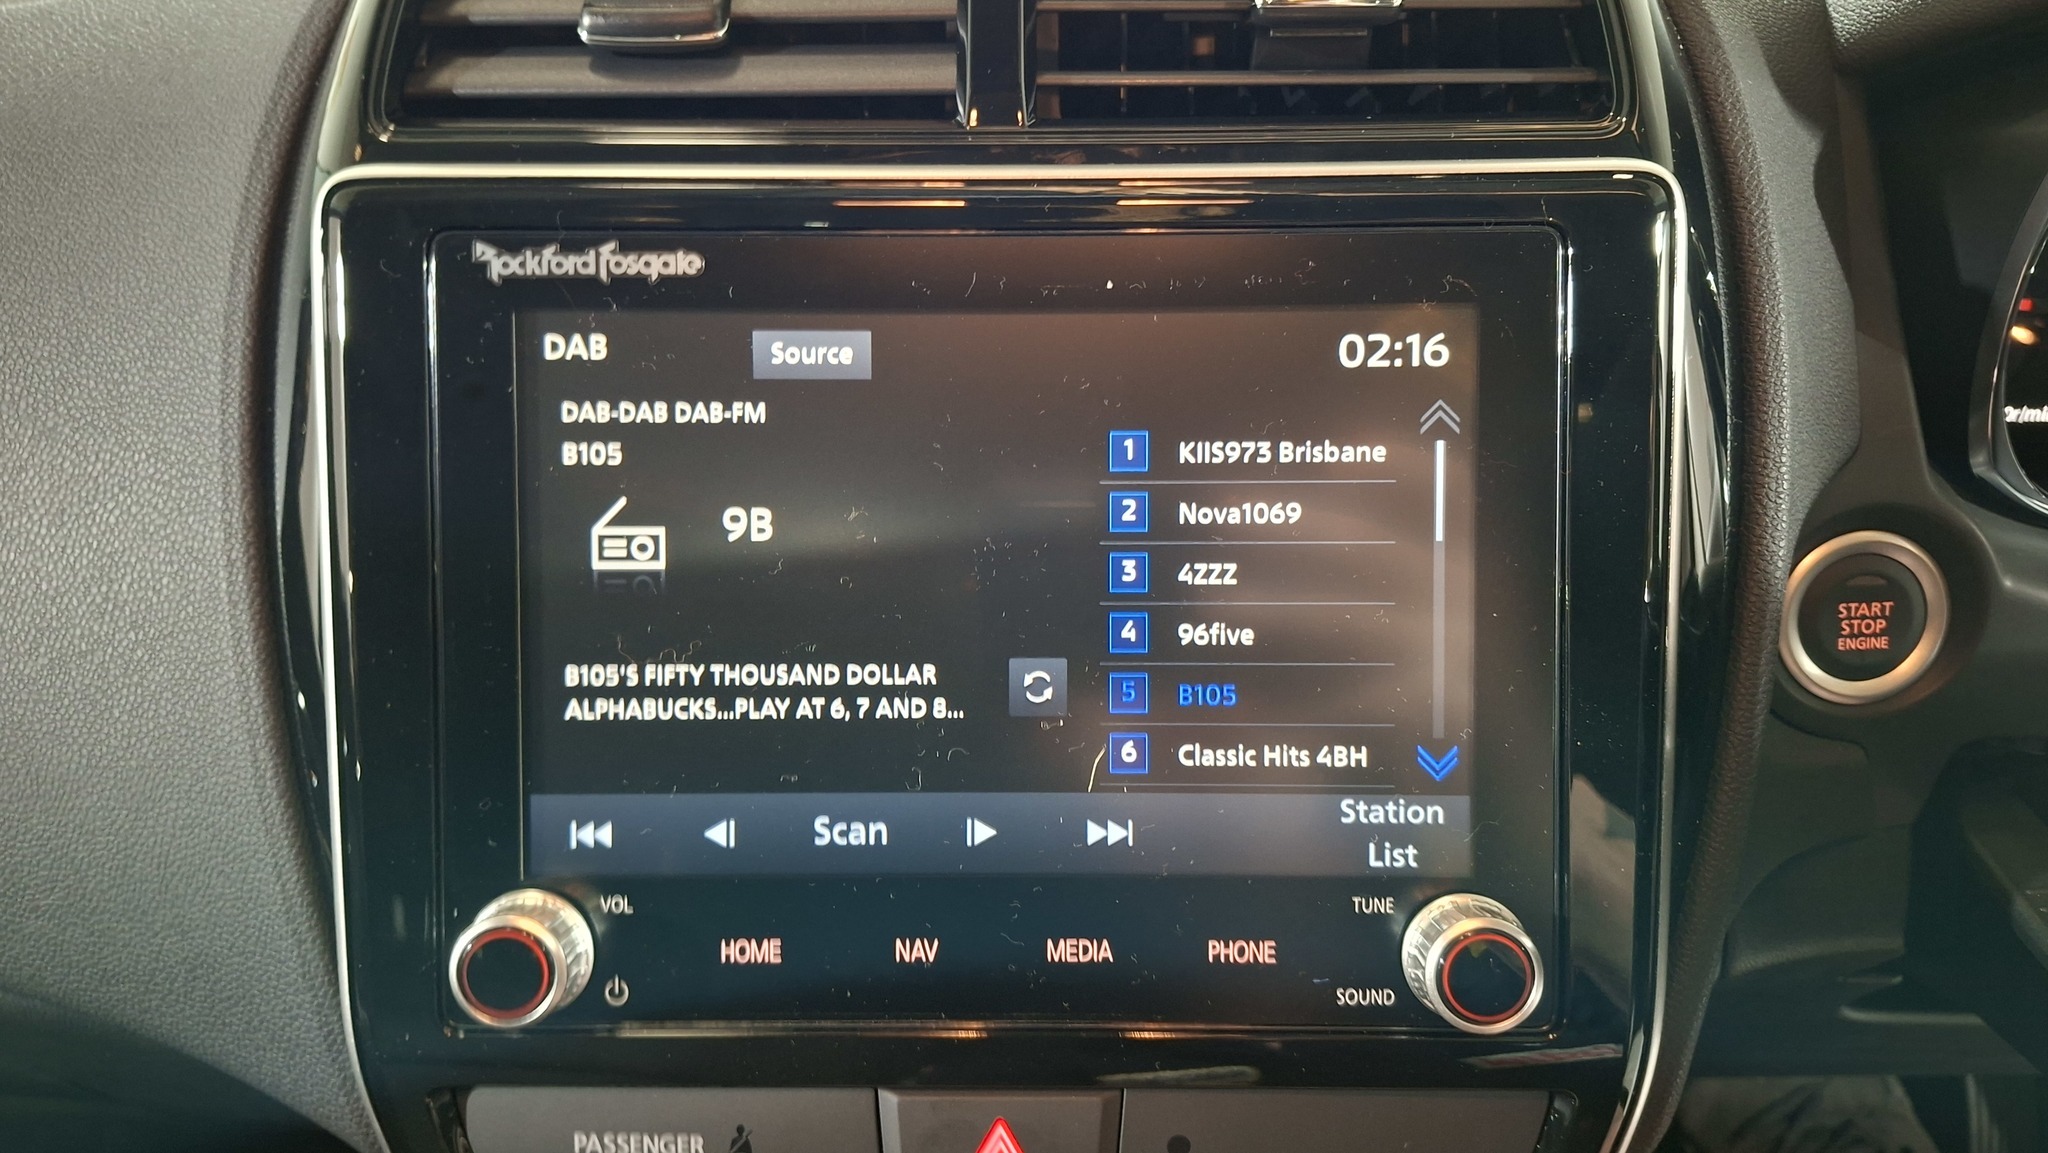 Rockford Fosgate
DAB
Source
02:16
DAB-DAB DAB-FM
B105
9B
B105'S FIFTY THOUSAND DOLLAR
ALPHABUCKS...PLAY AT 6, 7 AND 8...
1 KIIS973 Brisbane
2 Nova1069
3 4ZZZ
4 96five
5 B105
6 Classic Hits 4BH
Scan
Station
List
VOL
TUNE
HOME
NAV
MEDIA
PHONE
SOUND
START
STOP
ENGINE
PASSENGER